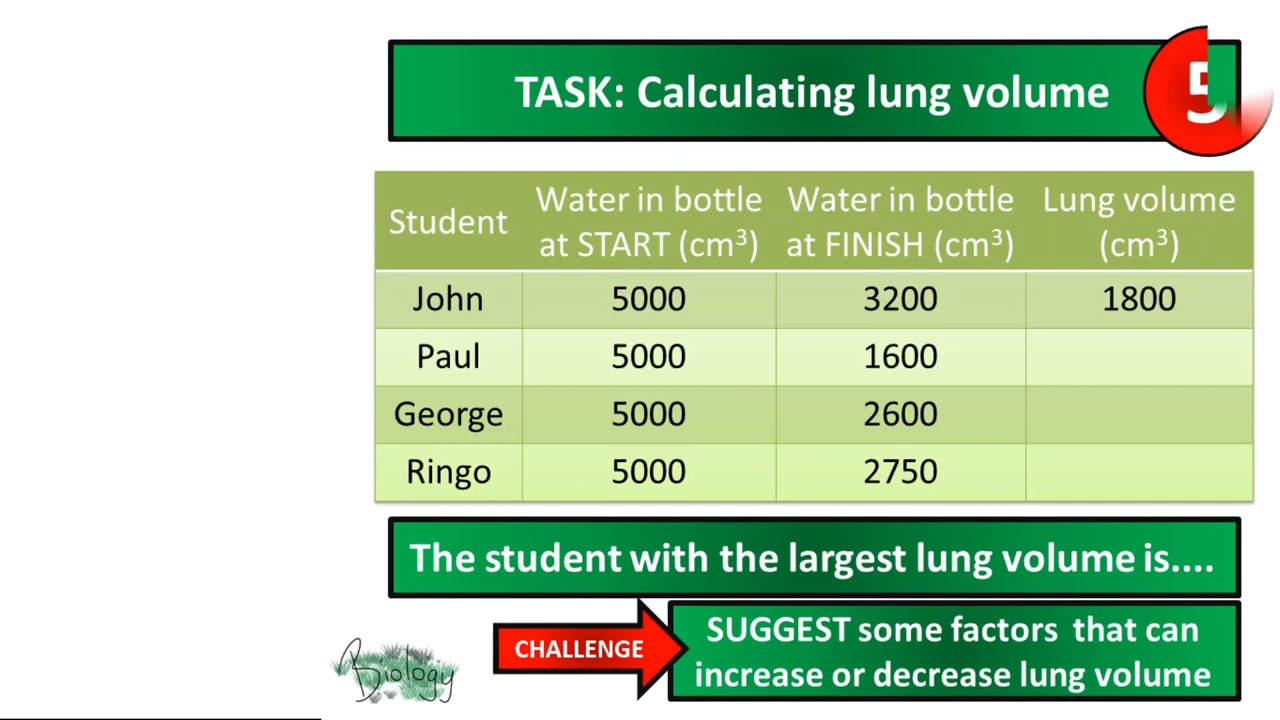 TASK: Calculating lung volume
5
Student
Water in bottle
at START (cm³)
Water in bottle
at FINISH (cm³)
Lung volume
(cm³)
John 5000 3200 1800
Paul 5000 1600
George 5000 2600
Ringo 5000 2750
The student with the largest lung volume is....
CHALLENGE
SUGGEST some factors that can
increase or decrease lung volume
Biology